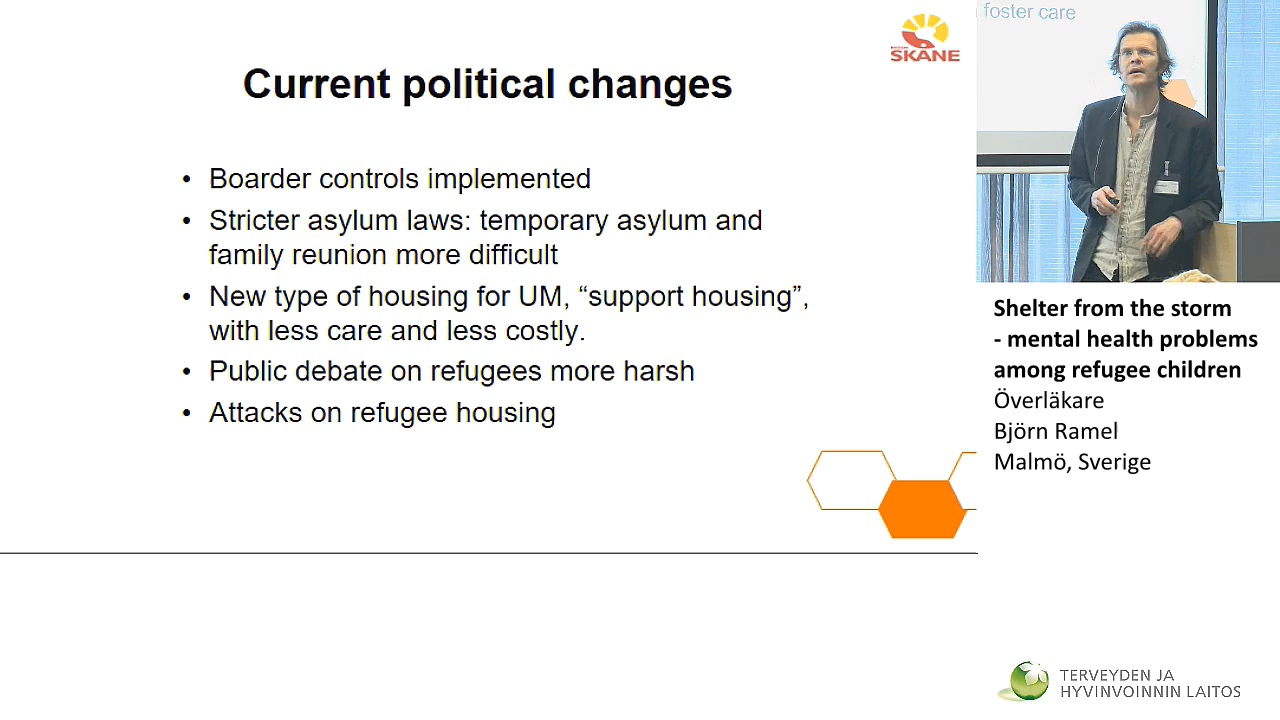 SKANE
Current political changes
• Boarder controls implemented
• Stricter asylum laws: temporary asylum and
family reunion more difficult
• New type of housing for UM, “support housing”,
with less care and less costly.
• Public debate on refugees more harsh
• Attacks on refugee housing
foster care
Shelter from the storm
- mental health problems
among refugee children
Överläkare
Björn Ramel
Malmö, Sverige
TERVEYDEN JA
HYVINVOINNIN LAITOS